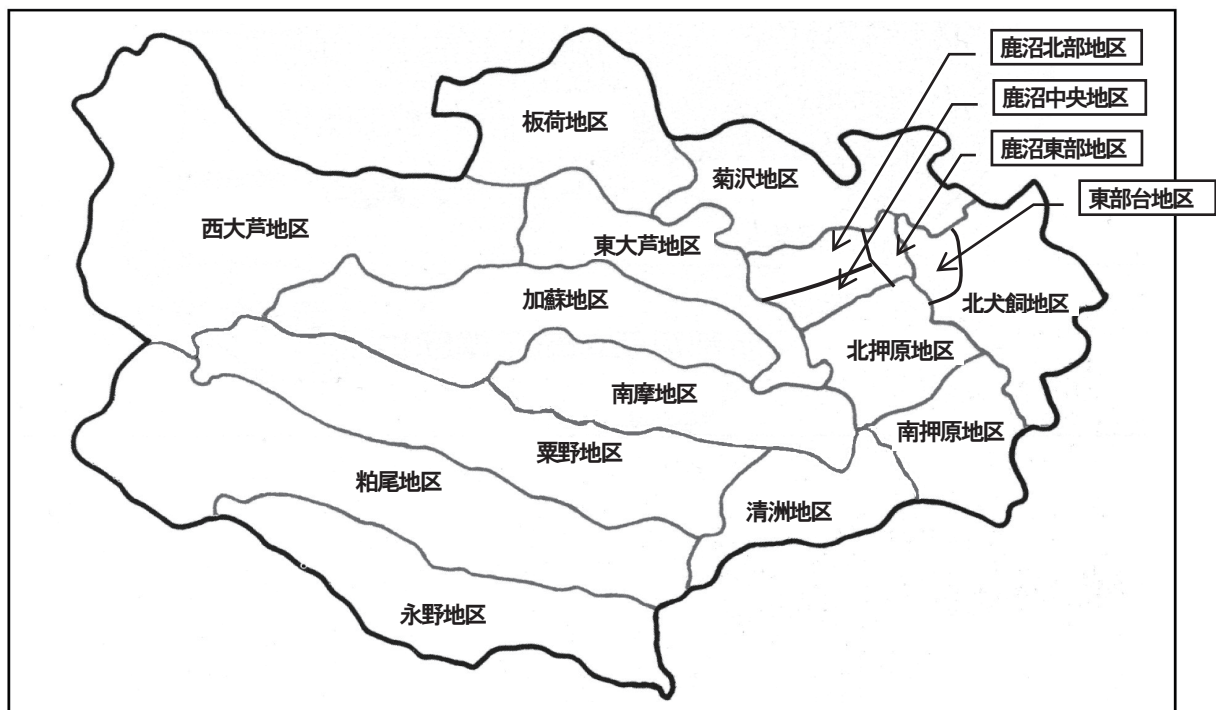 鹿沼北部地区
鹿沼中央地区
鹿沼東部地区
東部台地区
板荷地区
菊沢地区
西大芦地区
東大芦地区
加蘇地区
北犬飼地区
北押原地区
南摩地区
南押原地区
粟野地区
粕尾地区
清洲地区
永野地区